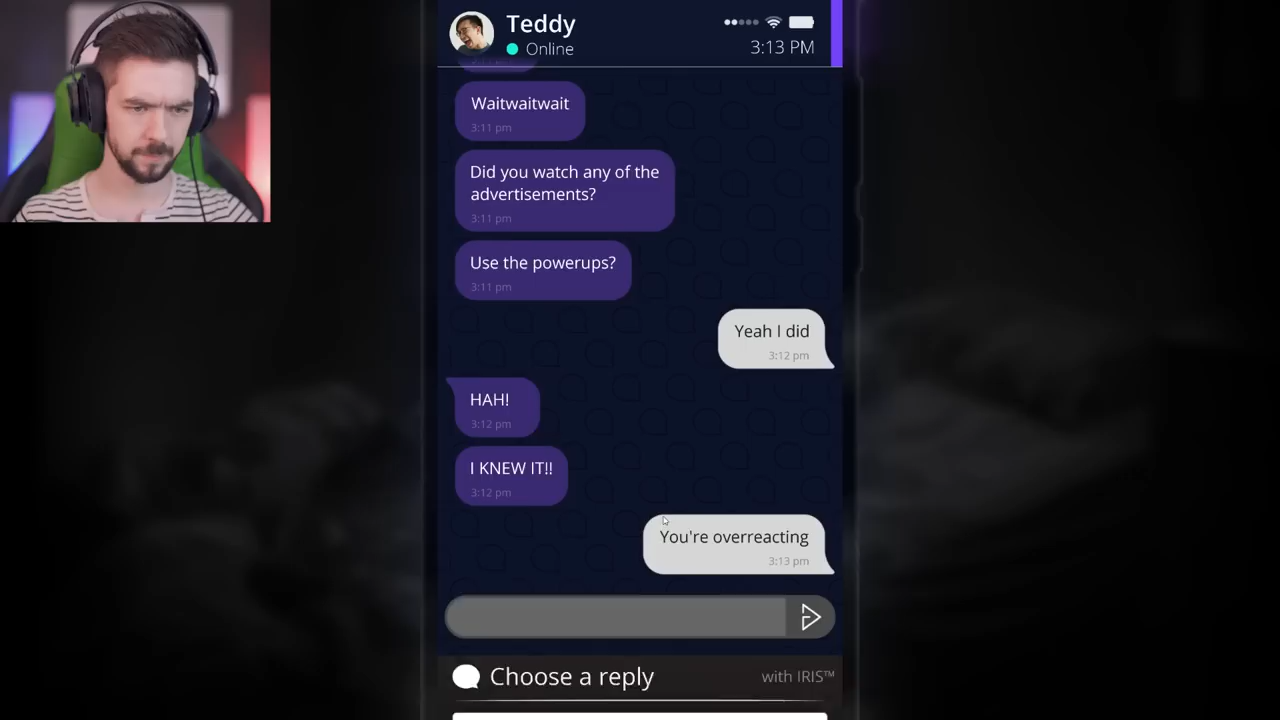 Teddy
Online
3:13 PM
Waitwaitwait
3:11 pm
Did you watch any of the
advertisements?
3:11 pm
Use the powerups?
3:11 pm
Yeah I did
3:12 pm
HAH!
3:12 pm
I KNEW IT!!
3:12 pm
You're overreacting
3:13 pm
Choose a reply
with IRIS™